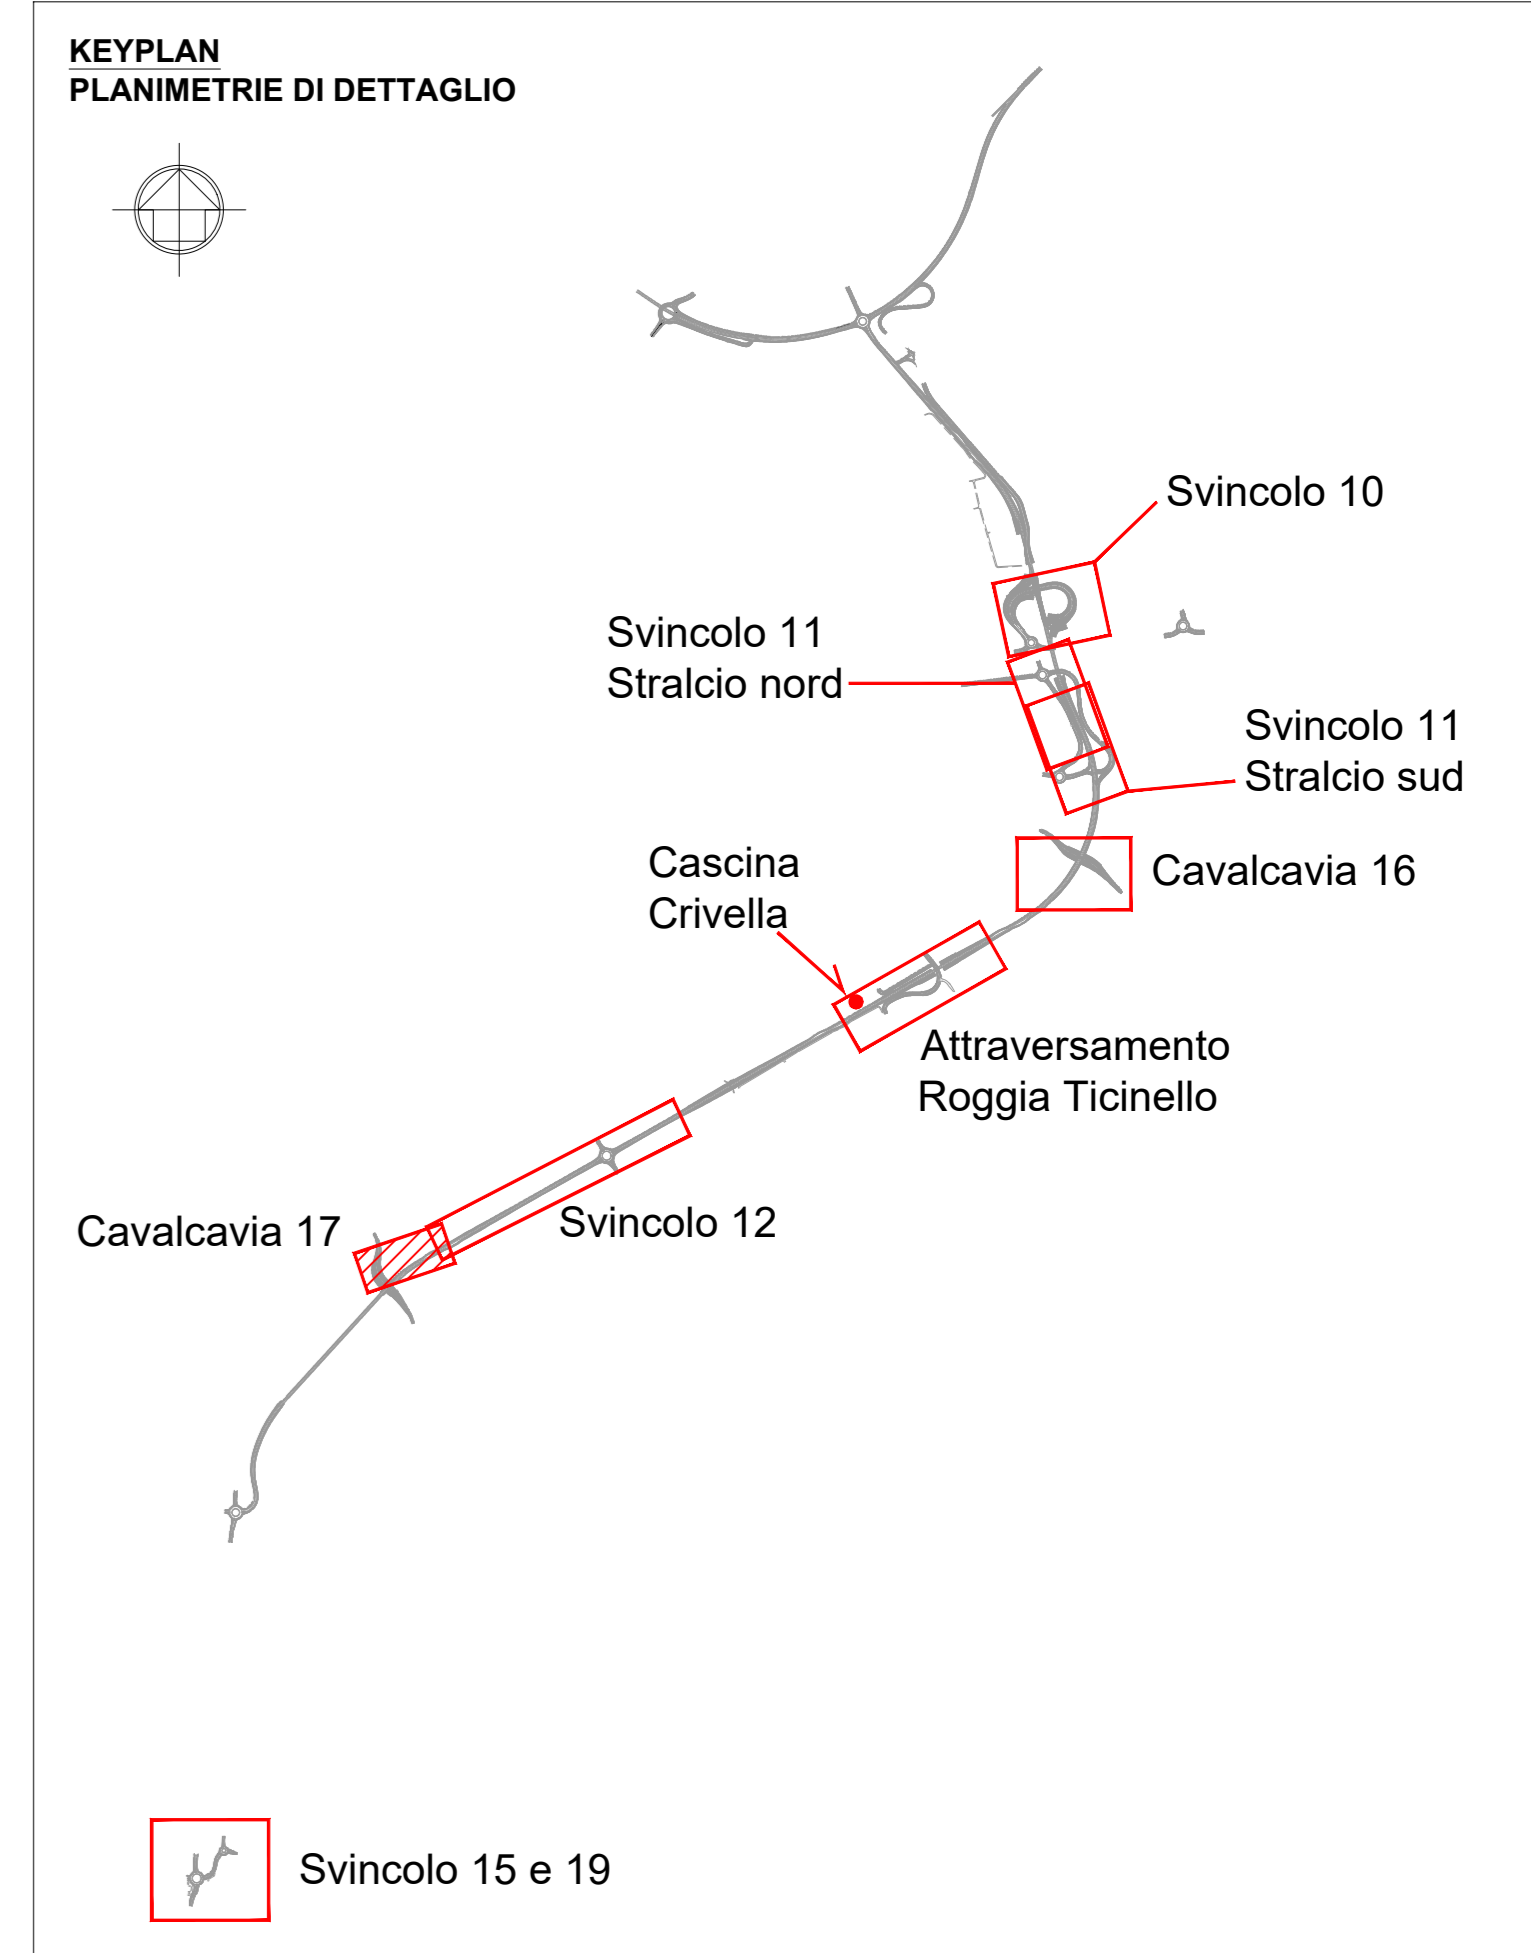 KEYPLAN
PLANIMETRIE DI DETTAGLIO
Svincolo 10
Svincolo 11
Stralcio nord
Svincolo 11
Stralcio sud
Cascina
Crivella
Cavalcavia 16
Attraversamento
Roggia Ticinello
Cavalcavia 17
Svincolo 12
Svincolo 15 e 19